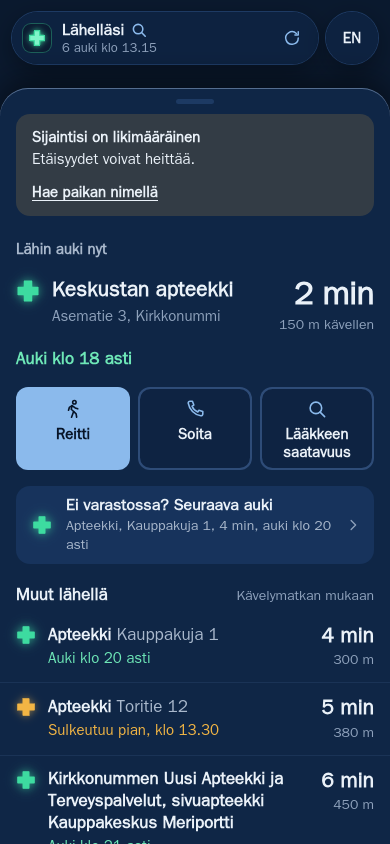 Lähelläsi
6 auki klo 13.15
EN
Sijaintisi on likimääräinen
Etäisyydet voivat heittää.
Hae paikan nimellä
Lähin auki nyt
Keskustan apteekki
2 min
Asematie 3, Kirkkonummi
150 m kävellen
Auki klo 18 asti
Reitti
Soita
Lääkkeen
saatavuus
Ei varastossa? Seuraava auki
Apteekki, Kauppakuja 1, 4 min, auki klo 20
asti
Muut lähellä
Kävelymatkan mukaan
Apteekki Kauppakuja 1
4 min
Auki klo 20 asti
300 m
Apteekki Toritie 12
5 min
Sulkeutuu pian, klo 13.30
380 m
Kirkkonummen Uusi Apteekki ja
6 min
Terveyspalvelut, sivuapteekki
450 m
Kauppakeskus Meriportti
Auki klo 21 asti